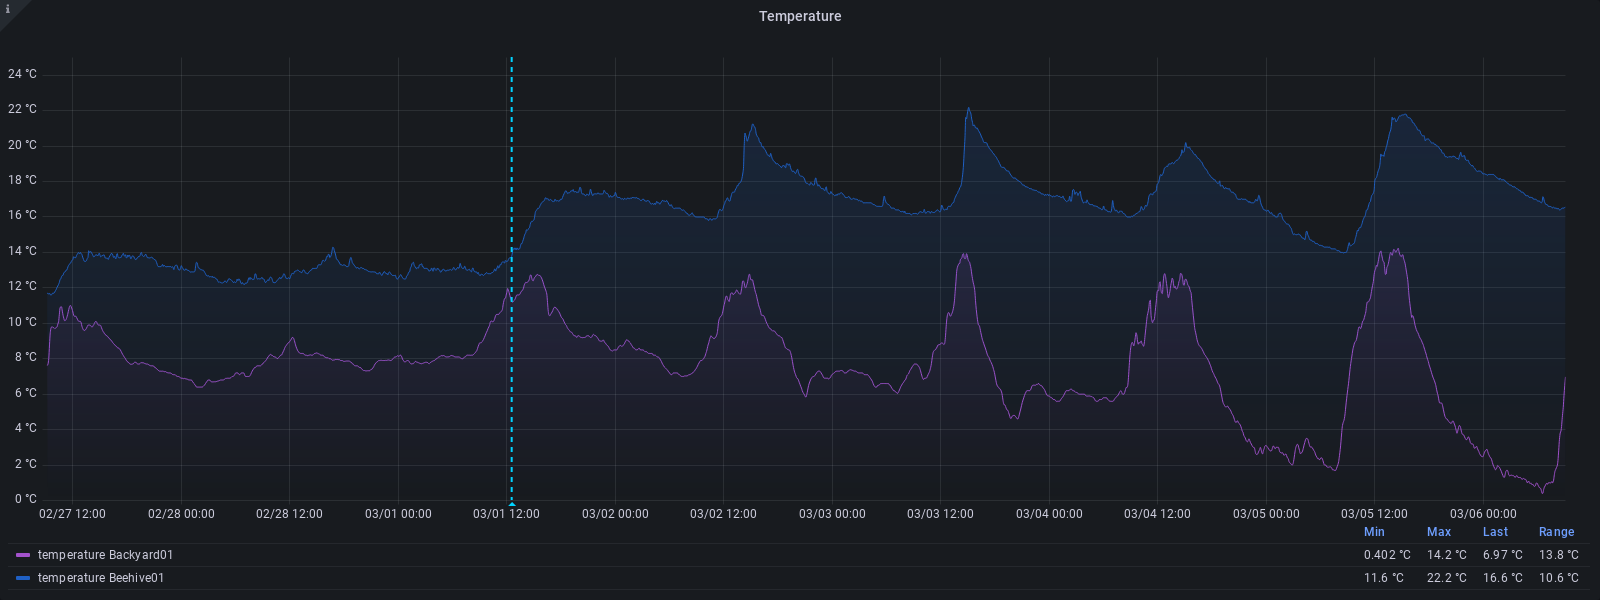 i
Temperature
24 °C
22 °C
20 °C
18 °C
16 °C
14 °C
12 °C
10 °C
8 °C
6 °C
4 °C
2 °C
0 °C
02/27 12:00 02/28 00:00 02/28 12:00 03/01 00:00 03/01 12:00 03/02 00:00 03/02 12:00 03/03 00:00 03/03 12:00 03/04 00:00 03/04 12:00 03/05 00:00 03/05 12:00 03/06 00:00
Min Max Last Range
temperature Backyard01 0.402 °C 14.2 °C 6.97 °C 13.8 °C
temperature Beehive01 11.6 °C 22.2 °C 16.6 °C 10.6 °C